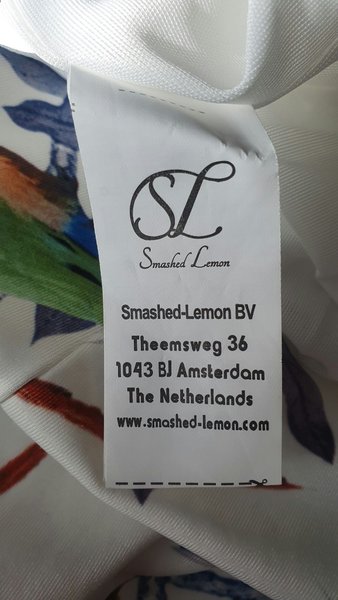 SL
Smashed Lemon
Smashed-Lemon BV
Theemsweg 36
1043 BJ Amsterdam
The Netherlands
www.smashed-lemon.com